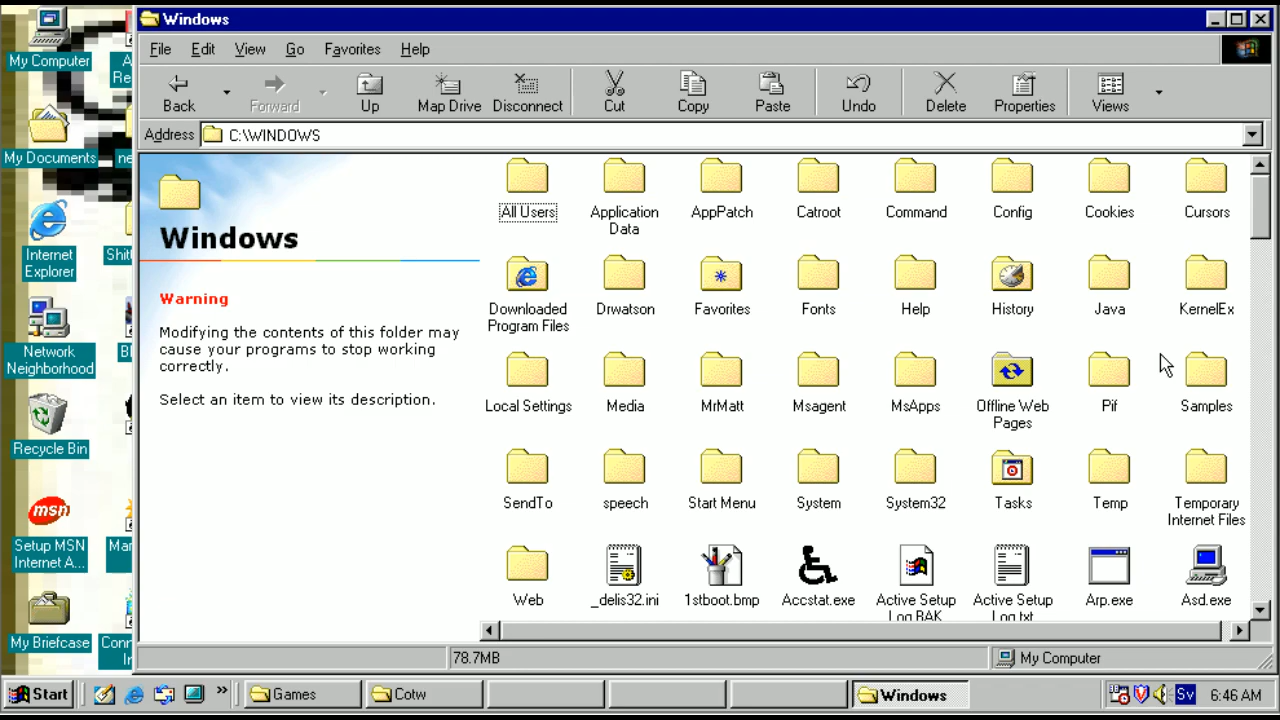 Windows
File Edit View Go Favorites Help
Back Forward Up Map Drive Disconnect Cut Copy Paste Undo Delete Properties Views
Address C:\WINDOWS
My Computer
My Documents
Internet
Explorer
Network
Neighborhood
Recycle Bin
msn
Setup MSN
Internet A...
My Briefcase
Windows
Warning
Modifying the contents of this folder may
cause your programs to stop working
correctly.
Select an item to view its description.
All Users
Application
Data
AppPatch
Catroot
Command
Config
Cookies
Cursors
Downloaded
Program Files
Drwatson
Favorites
Fonts
Help
History
Java
KernelEx
Local Settings
Media
MrMatt
Msagent
MsApps
Offline Web
Pages
Pif
Samples
SendTo
speech
Start Menu
System
System32
Tasks
Temp
Temporary
Internet Files
Web
_delis32.ini
1stboot.bmp
Accstat.exe
Active Setup
Log.BAK
Active Setup
Log.txt
Arp.exe
Asd.exe
78.7MB
My Computer
Start Games Cotw Windows Sv 6:46 AM